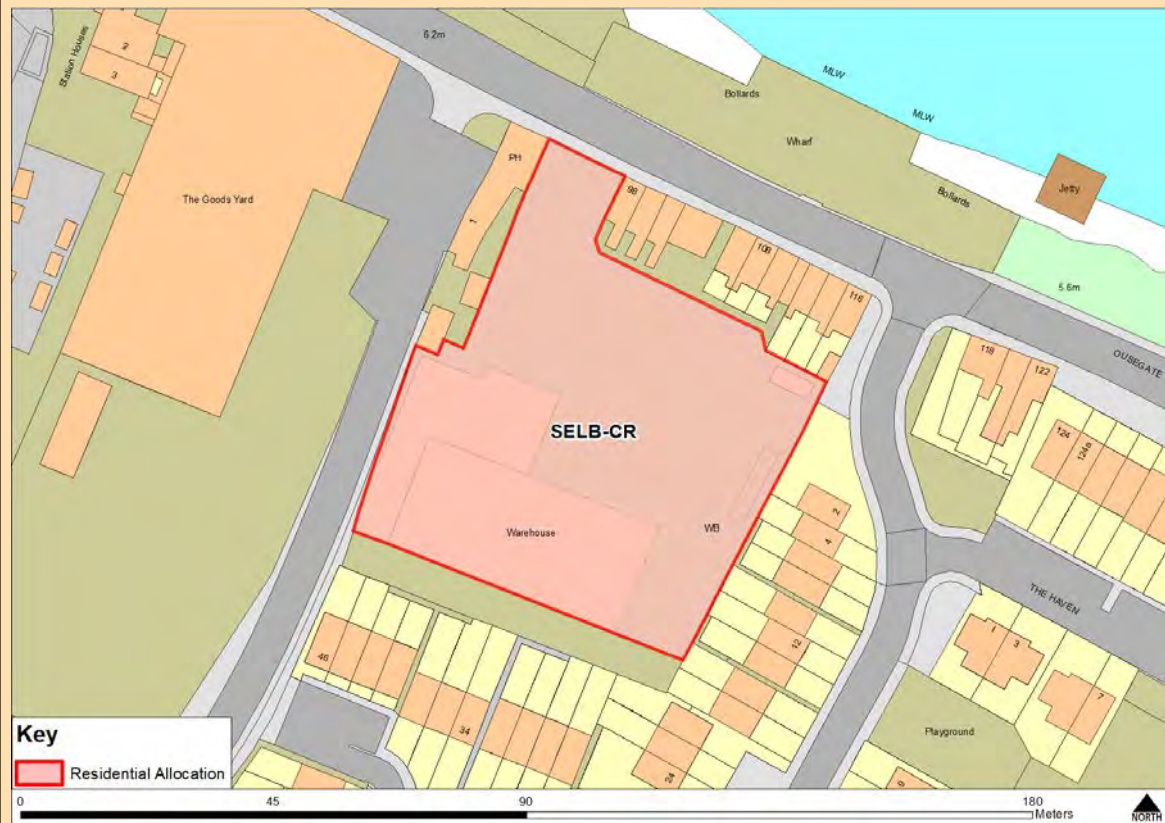 Station Houses
2
3
6.2m
MLW
Bollards
MLW
Wharf
Bollards
Jetty
The Goods Yard
PH
1
98
108
116
5.6m
OUSEGATE
118
122
124
124a
SELB-CR
Warehouse
WB
2
4
12
THE HAVEN
1
3
7
46
34
24
Playground
9
Key
Residential Allocation
0
45
90
180
Meters
NORTH